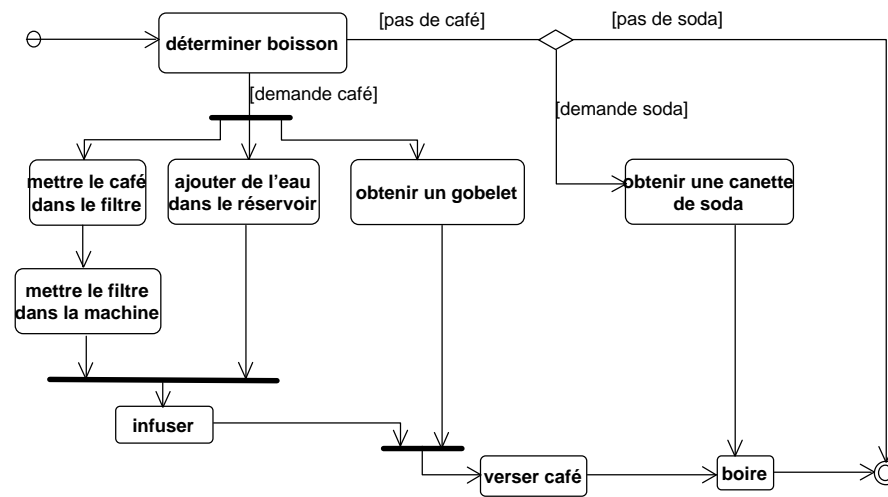 [pas de café]
[pas de soda]
déterminer boisson
[demande café]
[demande soda]
mettre le café
dans le filtre
ajouter de l'eau
dans le réservoir
obtenir un gobelet
obtenir une canette
de soda
mettre le filtre
dans la machine
infuser
verser café
boire